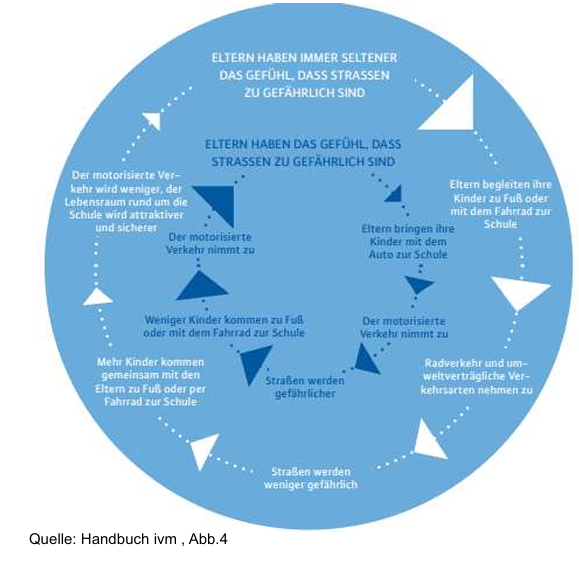 ELTERN HABEN IMMER SELTENER
DAS GEFÜHL, DASS STRASSEN
ZU GEFÄHRLICH SIND
ELTERN HABEN DAS GEFÜHL, DASS
STRASSEN ZU GEFÄHRLICH SIND
Der motorisierte Ver-
kehr wird weniger, der
Lebensraum rund um die
Schule wird attraktiver
und sicherer
Eltern begleiten ihre
Kinder zu Fuß oder
mit dem Fahrrad zur
Schule
Der motorisierte
Verkehr nimmt zu
Eltern bringen ihre
Kinder mit dem
Auto zur Schule
Weniger Kinder kommen zu Fuß
oder mit dem Fahrrad zur Schule
Der motorisierte
Verkehr nimmt zu
Mehr Kinder kommen
gemeinsam mit den
Eltern zu Fuß oder per
Fahrrad zur Schule
Straßen werden
gefährlicher
Radverkehr und um-
weltverträgliche Ver-
kehrsarten nehmen zu
Straßen werden
weniger gefährlich
Quelle: Handbuch ivm , Abb.4